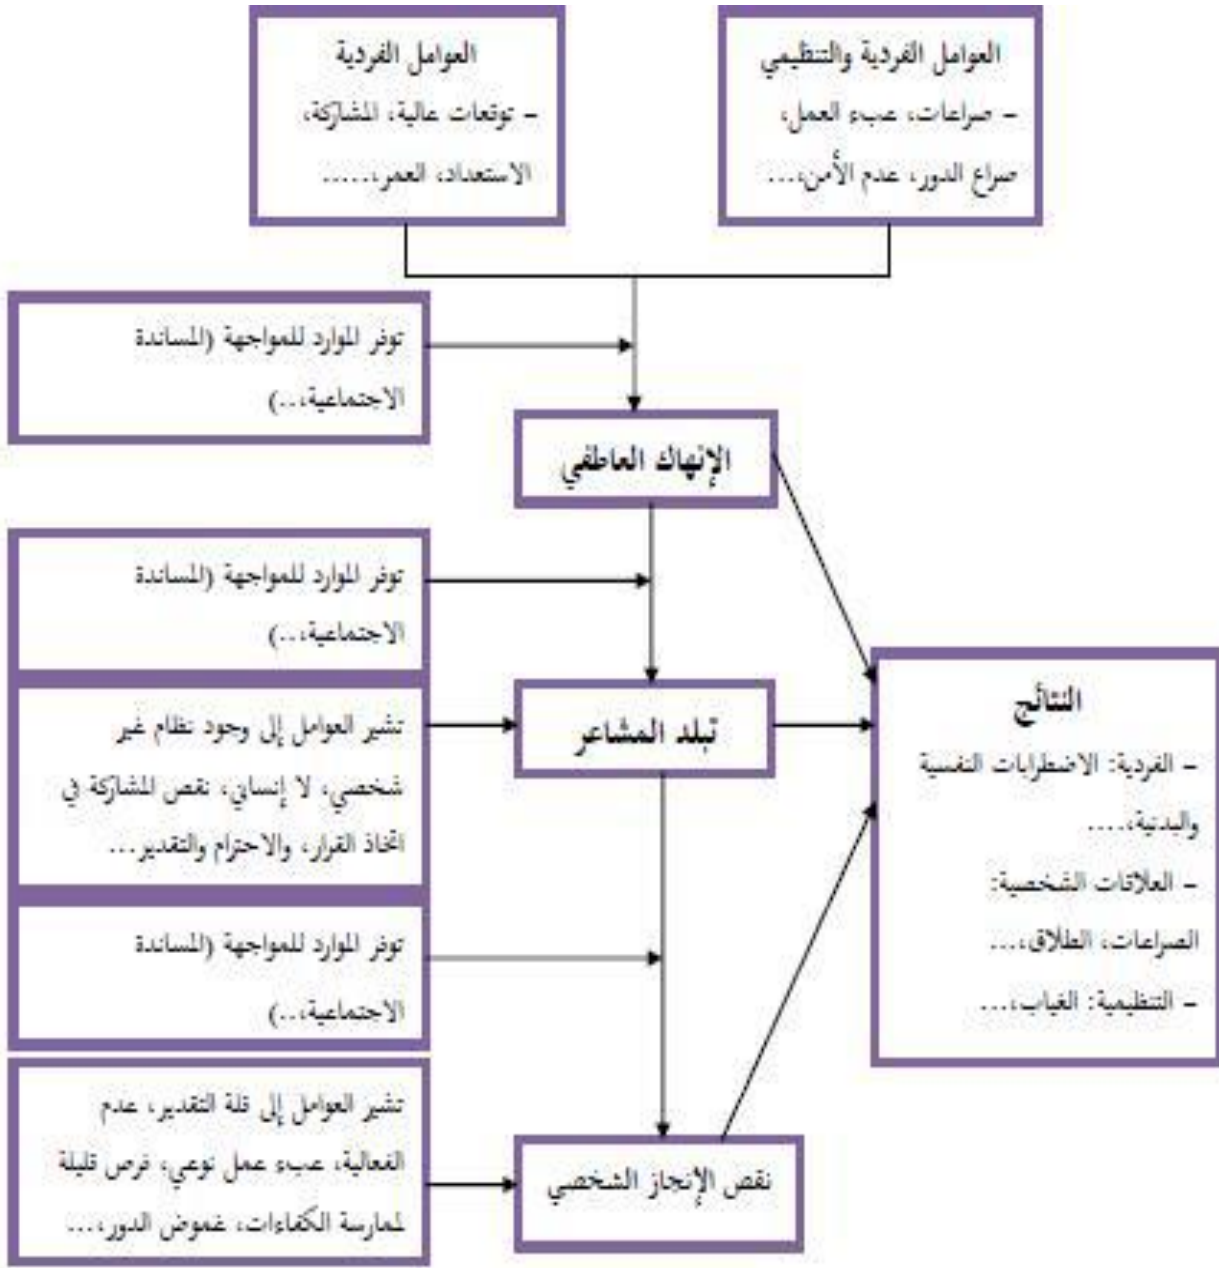 العوامل الفردية والتنظيمي
- صراعات، عبء العمل،
صراع الدور، عدم الأمن،...
العوامل الفردية
- توقعات عالية، المشاركة،
الاستعداد، العمر،.....
توفر الموارد للمواجهة (المساندة
الاجتماعية،...)
الإنهاك العاطفي
توفر الموارد للمواجهة (المساندة
الاجتماعية،...)
تشير العوامل إلى وجود نظام غير
شخصي، لا إنساني، نقص المشاركة في
اتخاذ القرار، والاحترام والتقدير...
تبلد المشاعر
النتائج
- الفردية: الاضطرابات النفسية
والبدنية،....
- العلاقات الشخصية:
الصراعات، الطلاق،...
- التنظيمية: الغياب،...
توفر الموارد للمواجهة (المساندة
الاجتماعية،...)
تشير العوامل إلى قلة التقدير، عدم
الفعالية، عبء عمل نوعي، فرص قليلة
لممارسة الكفاءات، غموض الدور،...
نقص الإنجاز الشخصي